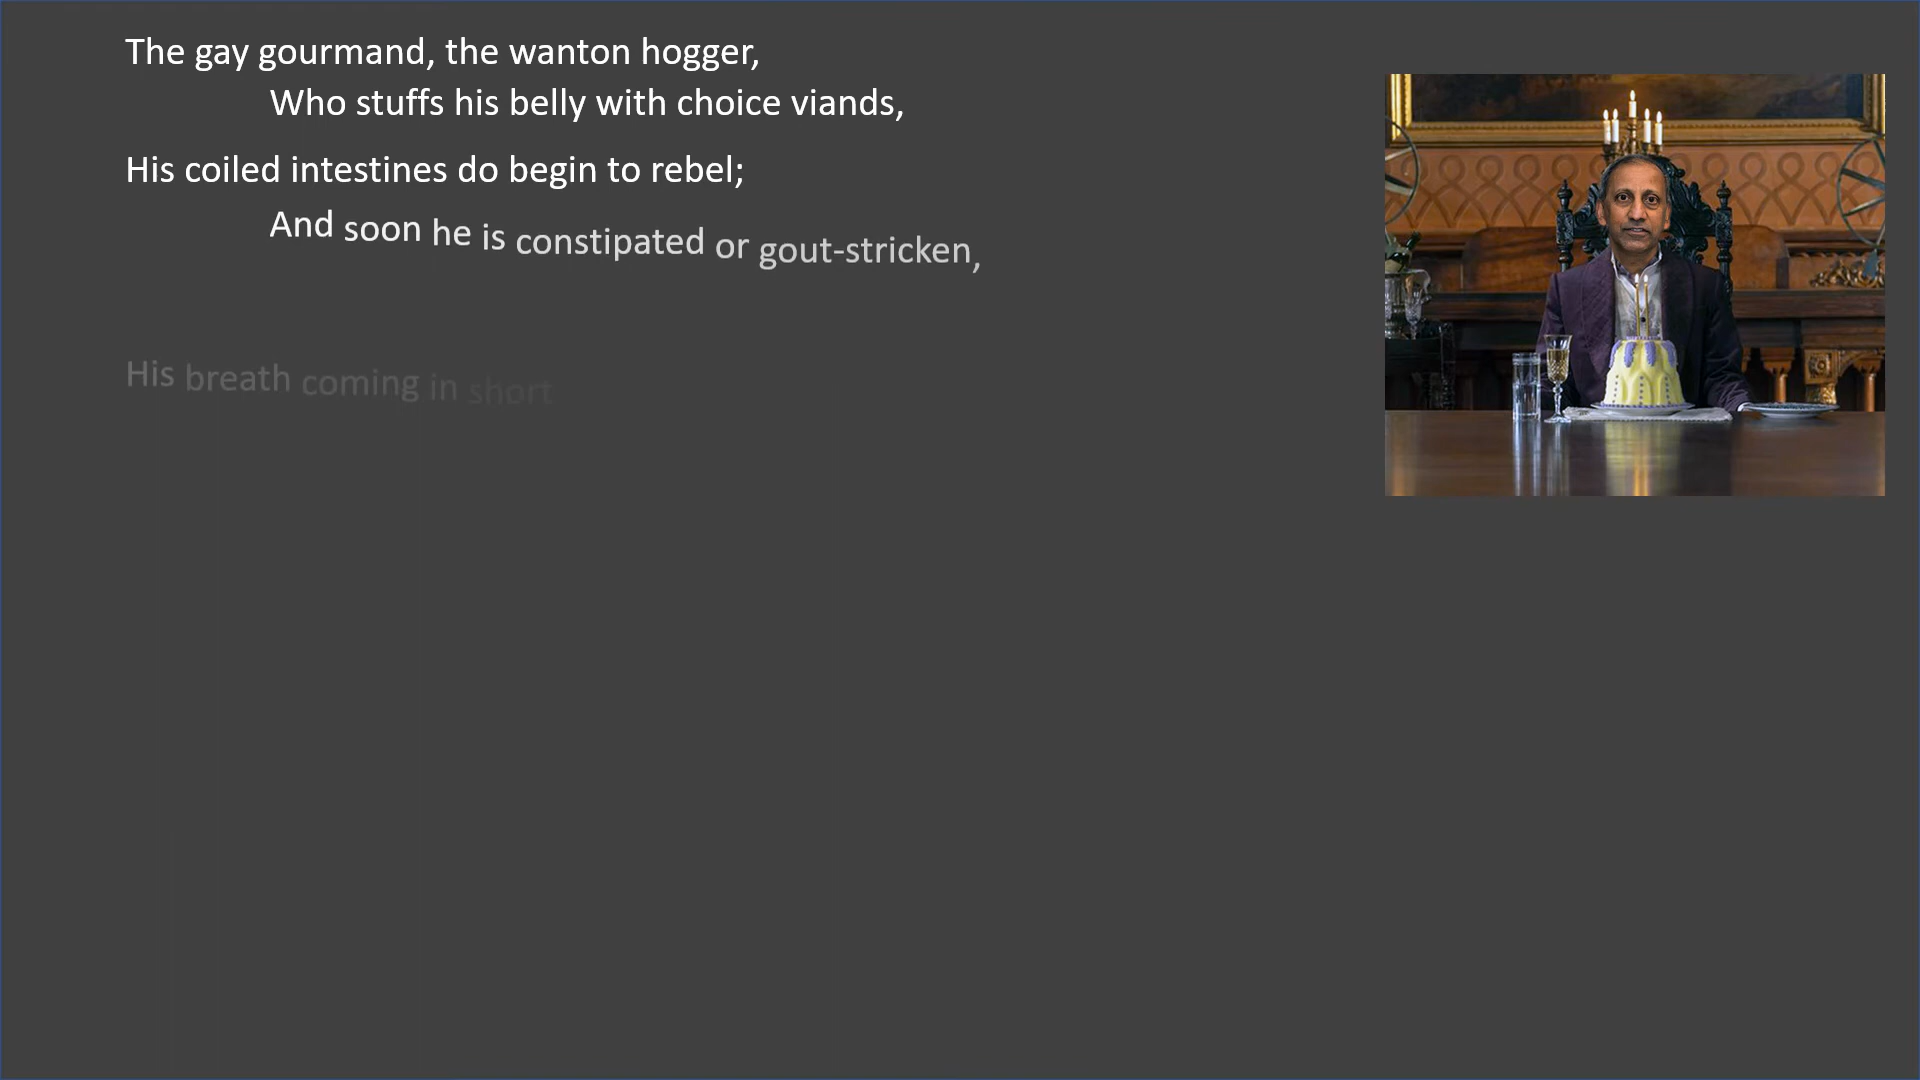 The gay gourmand, the wanton hogger,
Who stuffs his belly with choice viands,
His coiled intestines do begin to rebel;
And soon he is constipated or gout-stricken,
His breath coming in short